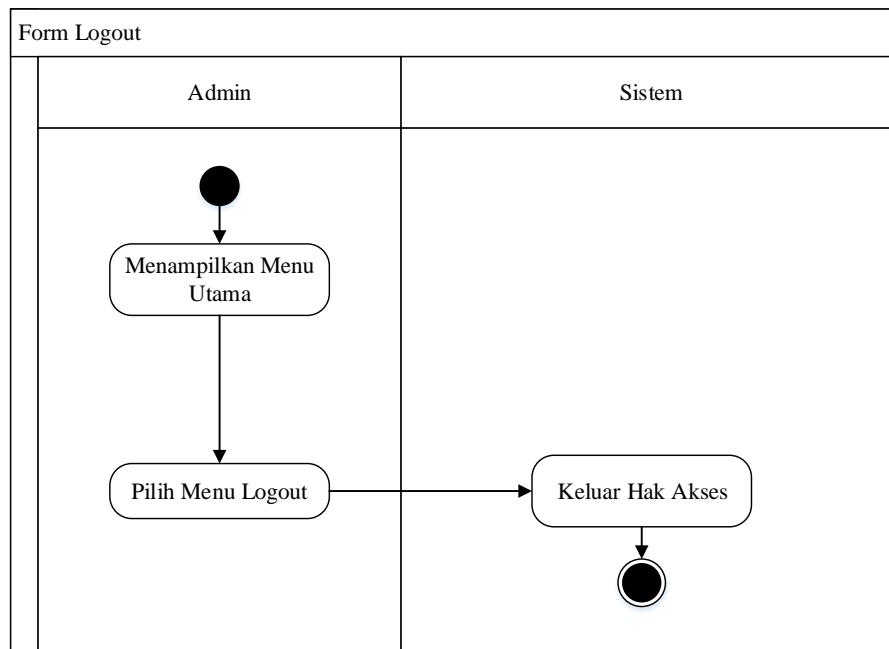 Form Logout
Admin
Sistem
Menampilkan Menu
Utama
Pilih Menu Logout
Keluar Hak Akses